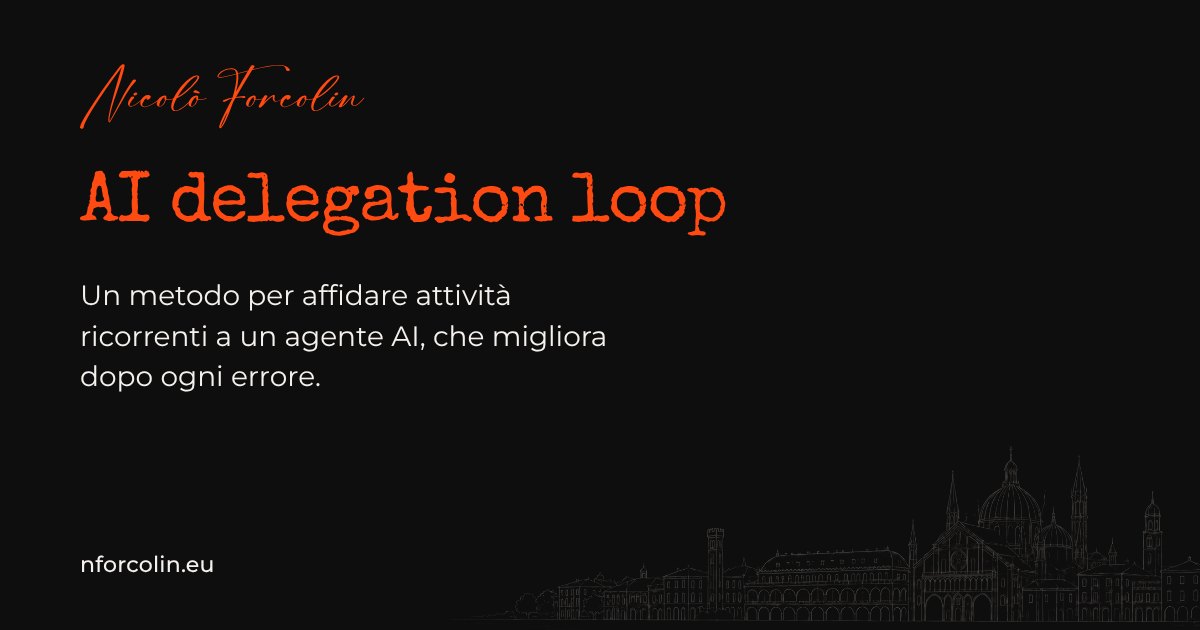 Nicolò Forcolin
AI delegation loop
Un metodo per affidare attività
ricorrenti a un agente AI, che migliora
dopo ogni errore.
nforcolin.eu